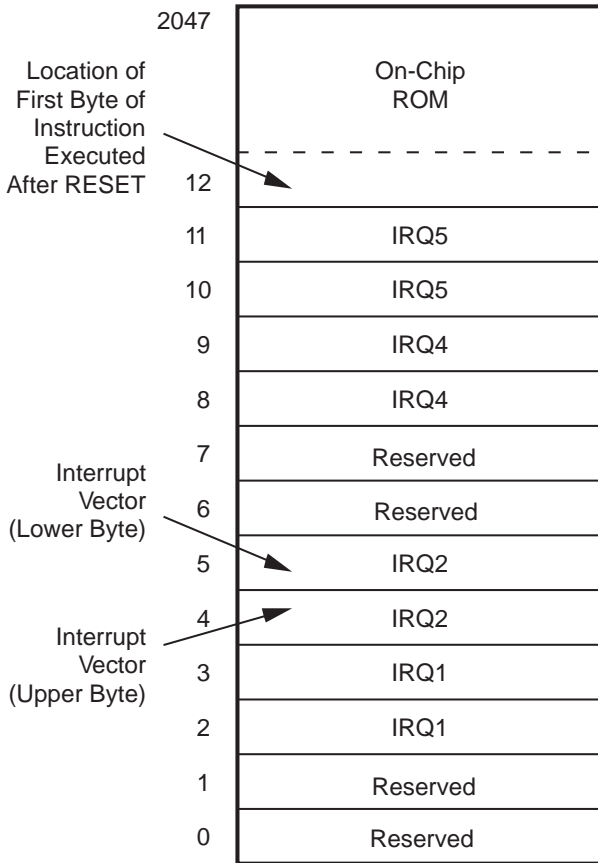 2047
Location of
First Byte of
Instruction
Executed
After RESET
On-Chip
ROM
12
11 IRQ5
10 IRQ5
9 IRQ4
8 IRQ4
7 Reserved
6 Reserved
Interrupt
Vector
(Lower Byte)
5 IRQ2
4 IRQ2
Interrupt
Vector
(Upper Byte)
3 IRQ1
2 IRQ1
1 Reserved
0 Reserved